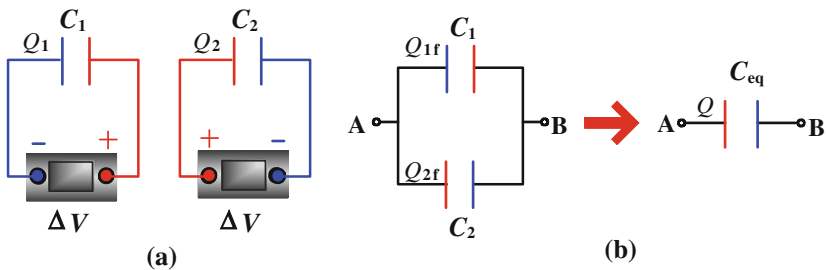 C1
Q1
− +
ΔV
(a)
C2
Q2
+ −
ΔV
Q1f
C1
A
B
Q2f
C2
(b)
Ceq
Q
A
B